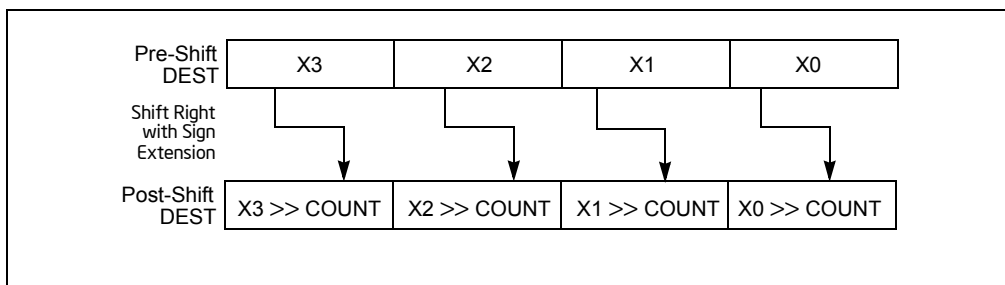 Pre-Shift
DEST
X3
X2
X1
X0
Shift Right
with Sign
Extension
Post-Shift
DEST
X3 >> COUNT
X2 >> COUNT
X1 >> COUNT
X0 >> COUNT